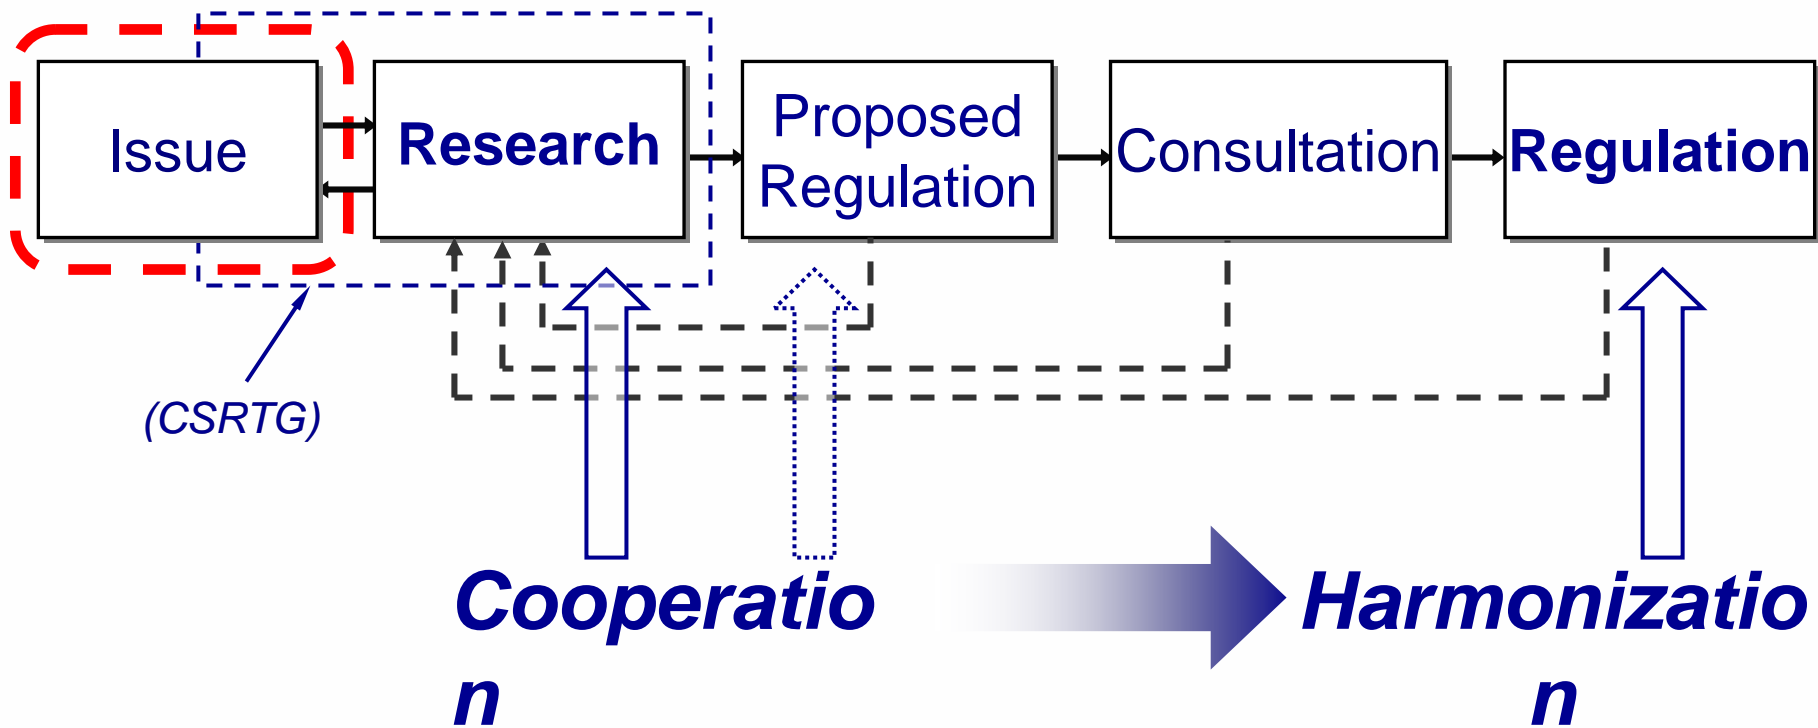 Issue
Research
Proposed
Regulation
Consultation
Regulation
(CSRTG)
Cooperatio
n
Harmonizatio
n